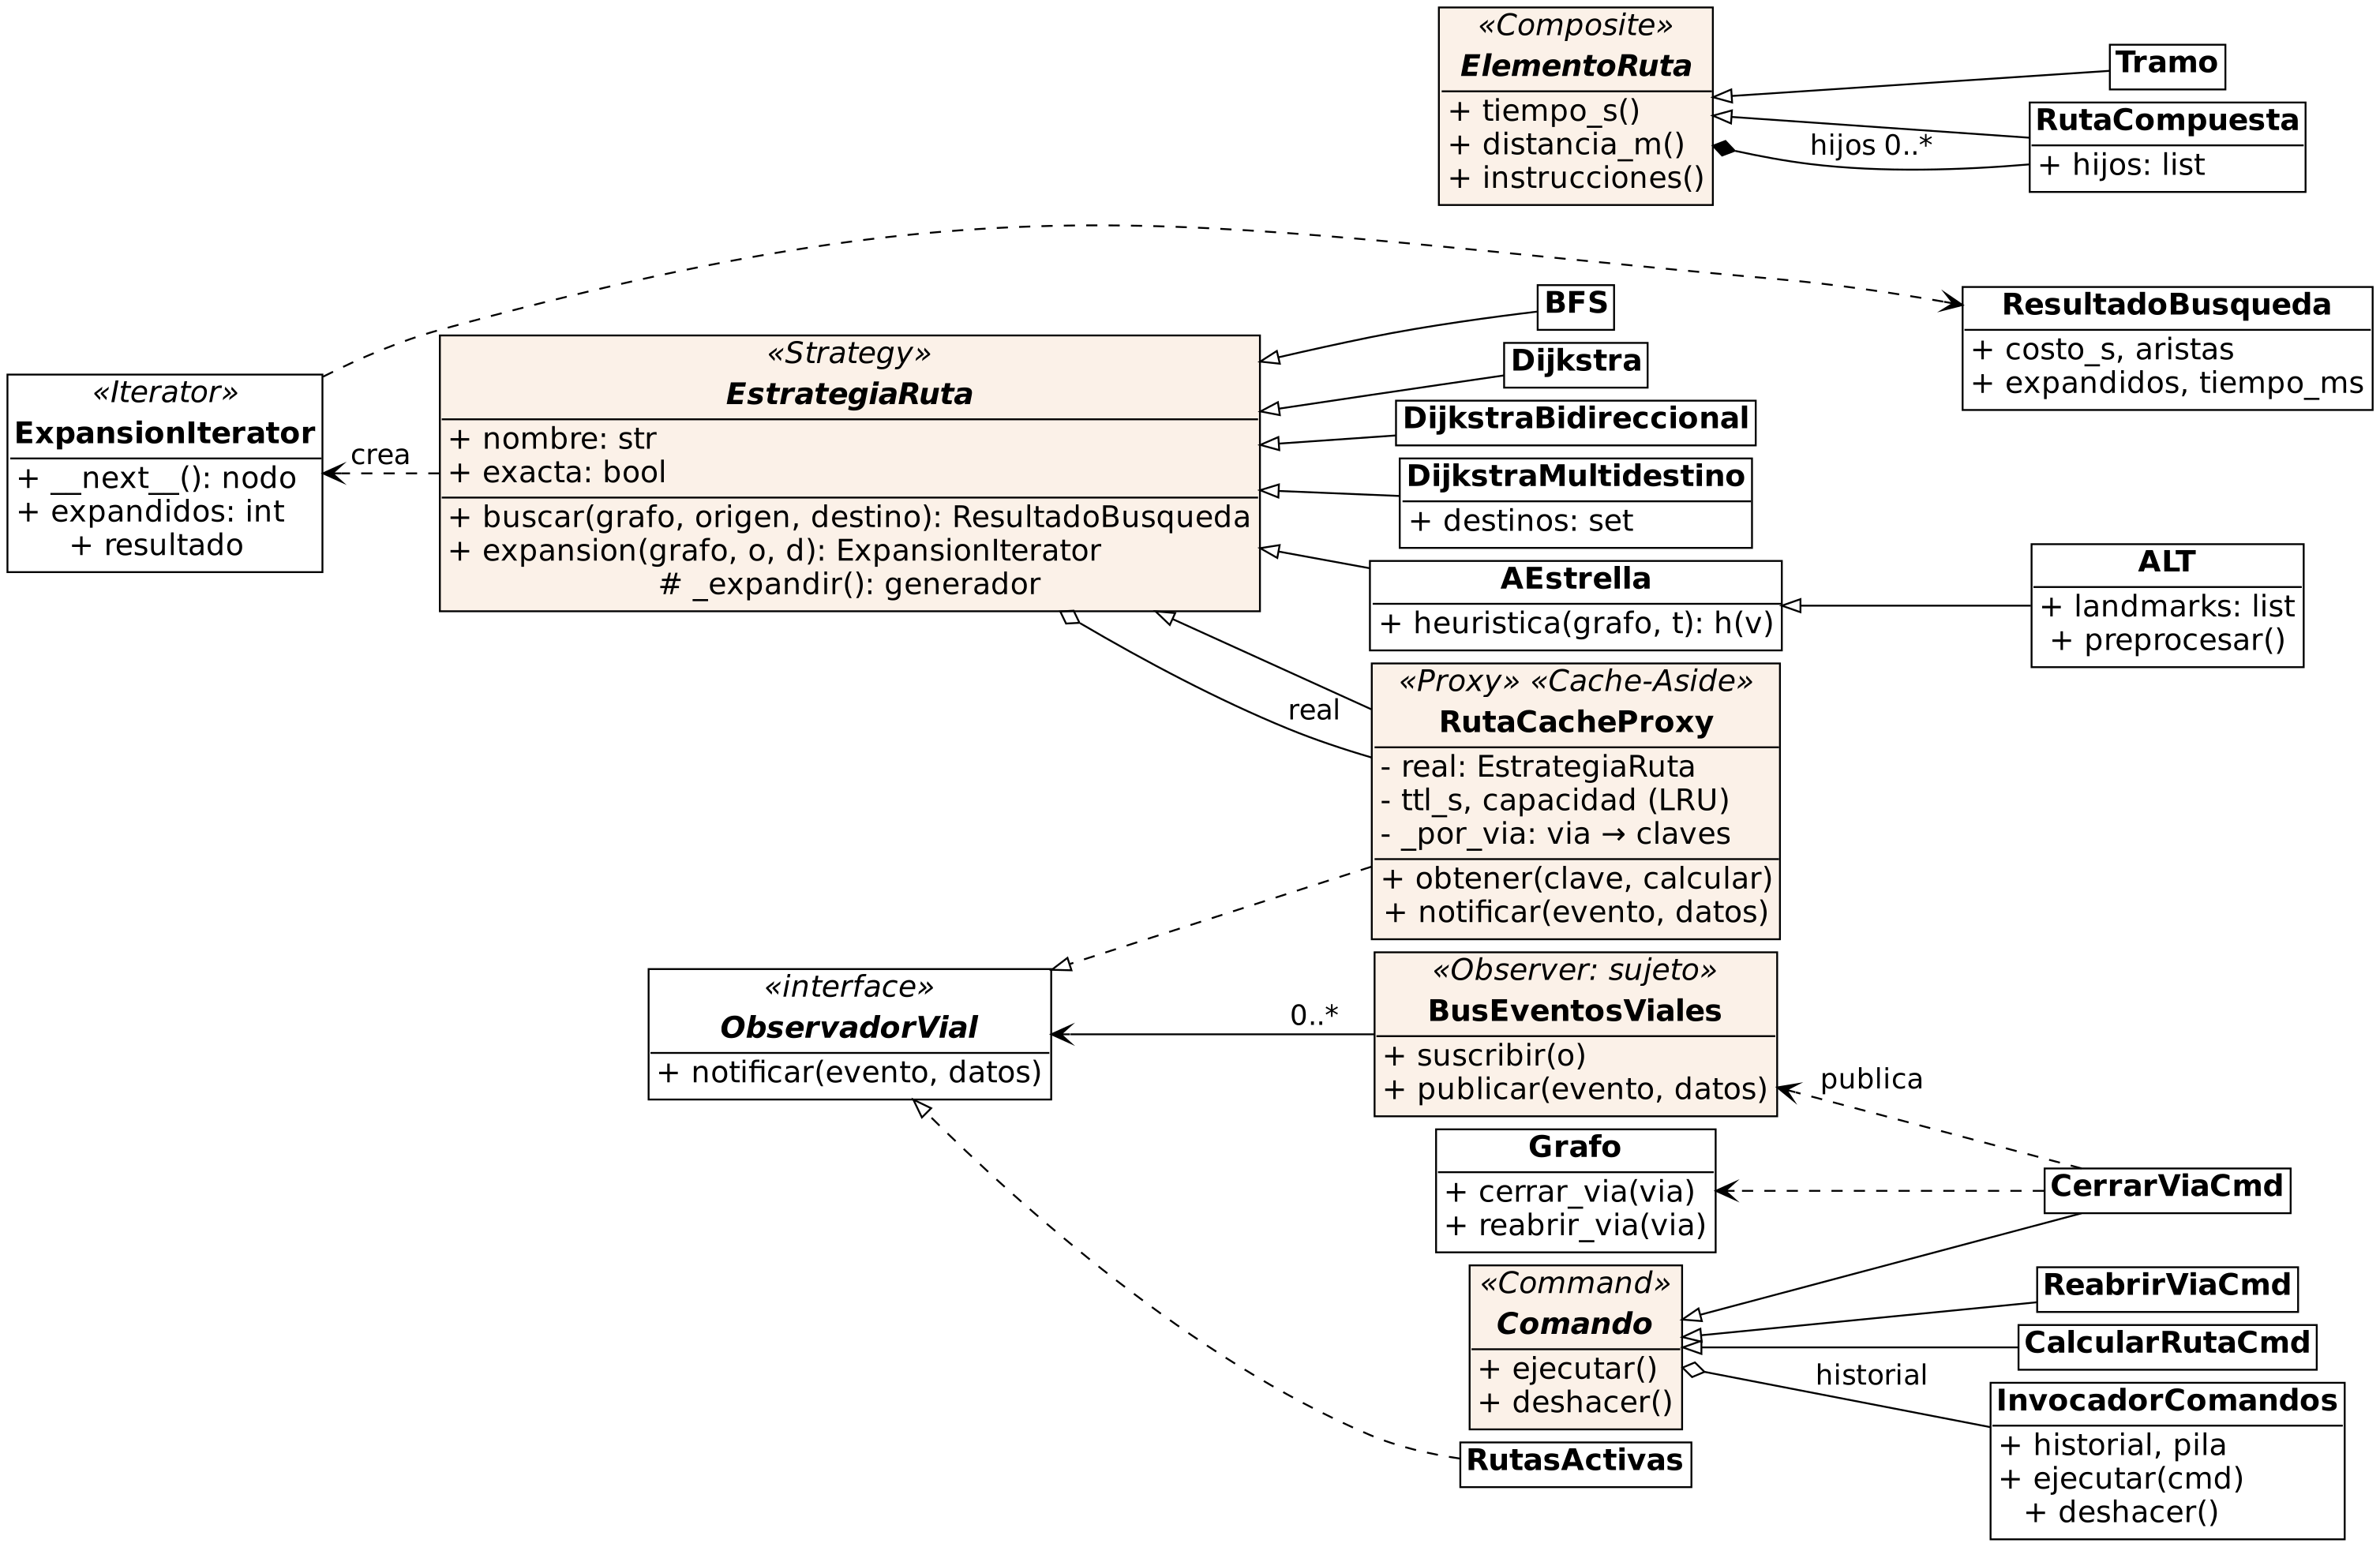 «Composite»
ElementoRuta
+ tiempo_s()
+ distancia_m()
+ instrucciones()
Tramo
RutaCompuesta
+ hijos: list
hijos 0..*
ResultadoBusqueda
+ costo_s, aristas
+ expandidos, tiempo_ms
«Iterator»
ExpansionIterator
+ __next__(): nodo
+ expandidos: int
+ resultado
crea
«Strategy»
EstrategiaRuta
+ nombre: str
+ exacta: bool
+ buscar(grafo, origen, destino): ResultadoBusqueda
+ expansion(grafo, o, d): ExpansionIterator
# _expandir(): generador
BFS
Dijkstra
DijkstraBidireccional
DijkstraMultidestino
+ destinos: set
AEstrella
+ heuristica(grafo, t): h(v)
ALT
+ landmarks: list
+ preprocesar()
real
«Proxy» «Cache-Aside»
RutaCacheProxy
- real: EstrategiaRuta
- ttl_s, capacidad (LRU)
- _por_via: via → claves
+ obtener(clave, calcular)
+ notificar(evento, datos)
«interface»
ObservadorVial
+ notificar(evento, datos)
0..*
«Observer: sujeto»
BusEventosViales
+ suscribir(o)
+ publicar(evento, datos)
publica
Grafo
+ cerrar_via(via)
+ reabrir_via(via)
CerrarViaCmd
«Command»
Comando
+ ejecutar()
+ deshacer()
ReabrirViaCmd
CalcularRutaCmd
historial
InvocadorComandos
+ historial, pila
+ ejecutar(cmd)
+ deshacer()
RutasActivas